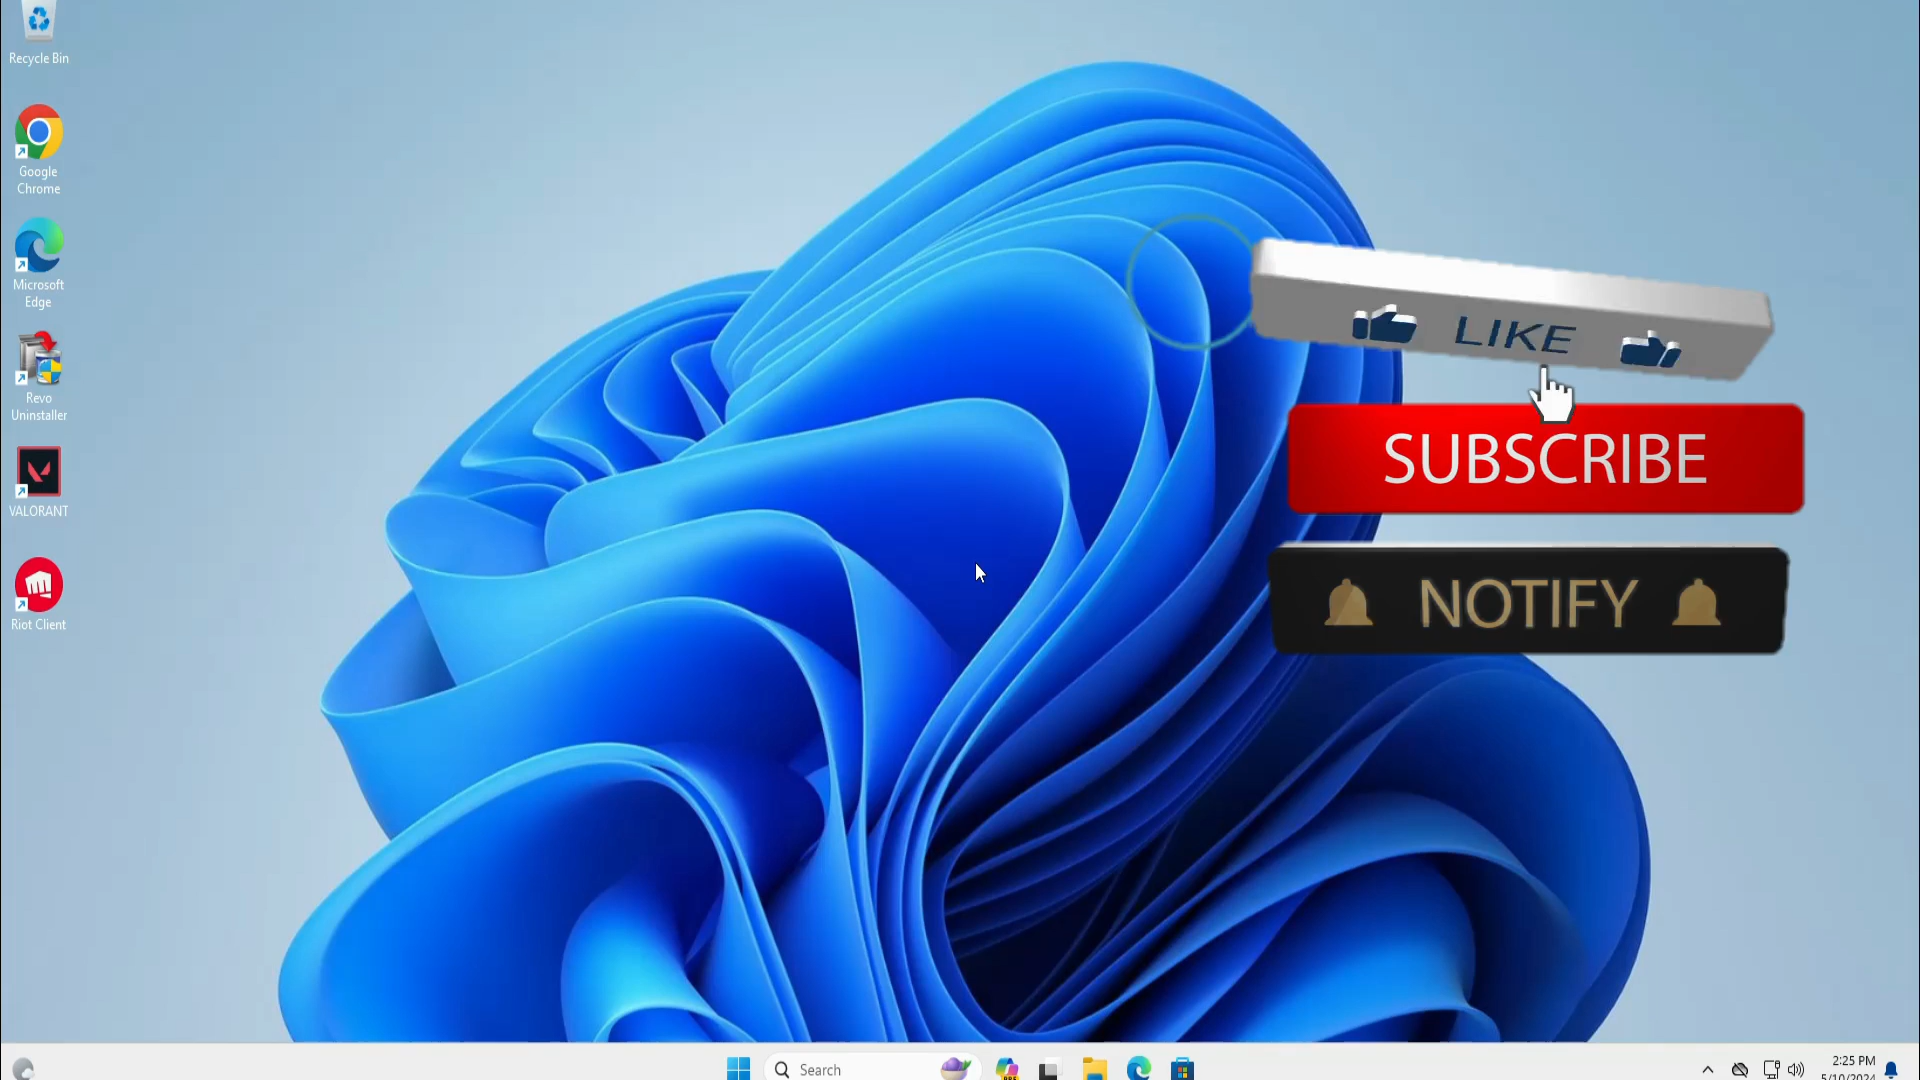 Recycle Bin
Google
Chrome
Microsoft
Edge
Revo
Uninstaller
VALORANT
Riot Client
LIKE
SUBSCRIBE
NOTIFY
Search
2:25 PM
5/10/2024